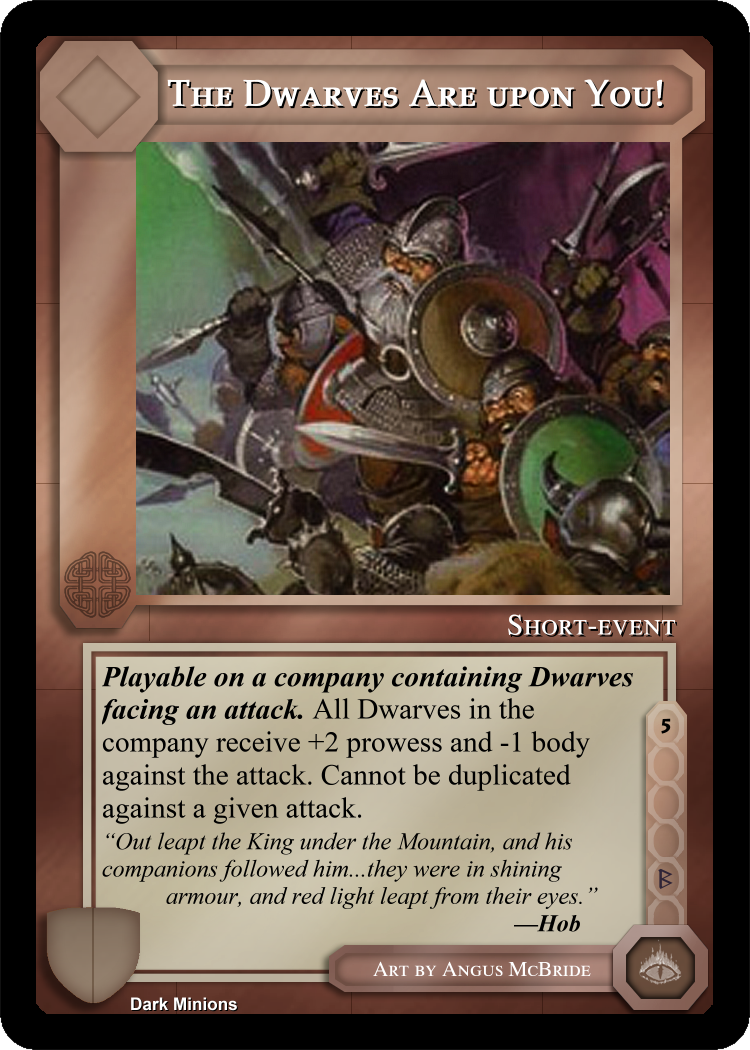 The Dwarves Are upon You!
Short-event
Playable on a company containing Dwarves
facing an attack. All Dwarves in the
company receive +2 prowess and -1 body
against the attack. Cannot be duplicated
against a given attack.
“Out leapt the King under the Mountain, and his
companions followed him...they were in shining
armour, and red light leapt from their eyes.”
—Hob
5
ᛒ
Art by Angus McBride
Dark Minions